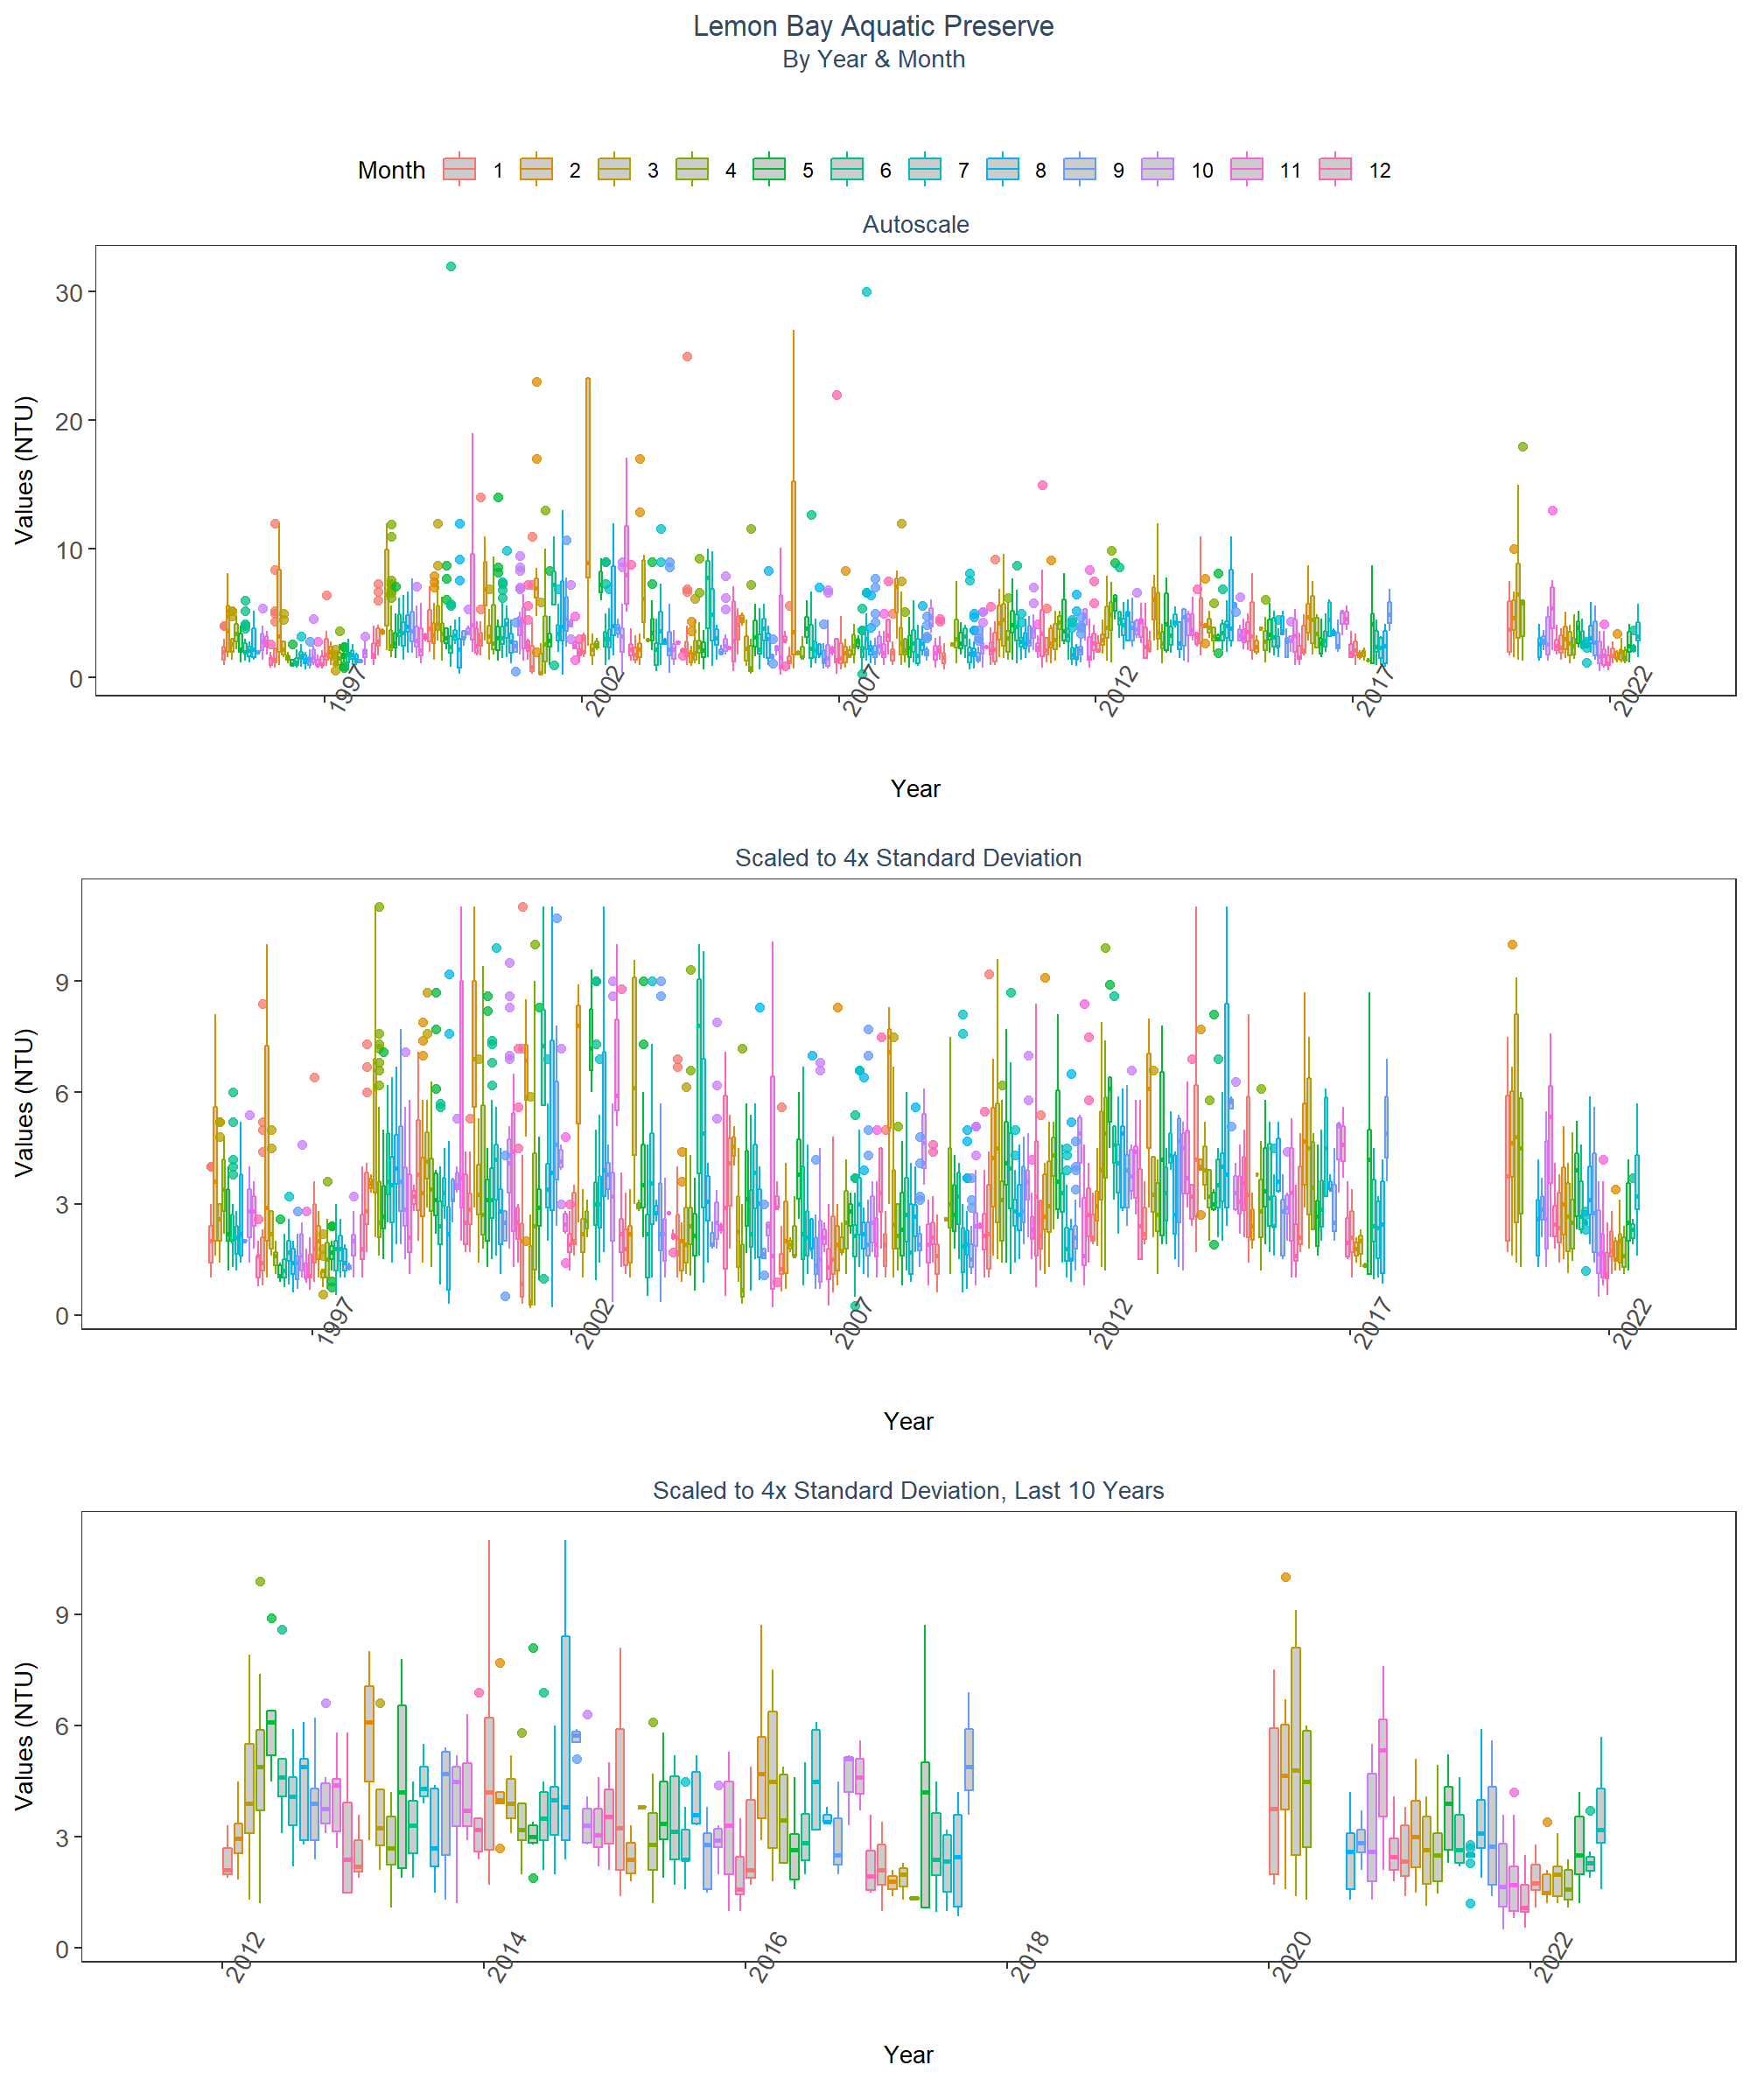 Lemon Bay Aquatic Preserve
By Year & Month
Month 1 2 3 4 5 6 7 8 9 10 11 12
Autoscale
Values (NTU)
30
20
10
0
1997 2002 2007 2012 2017 2022
Year
Scaled to 4x Standard Deviation
Values (NTU)
9
6
3
0
1997 2002 2007 2012 2017 2022
Year
Scaled to 4x Standard Deviation, Last 10 Years
Values (NTU)
9
6
3
0
2012 2014 2016 2018 2020 2022
Year